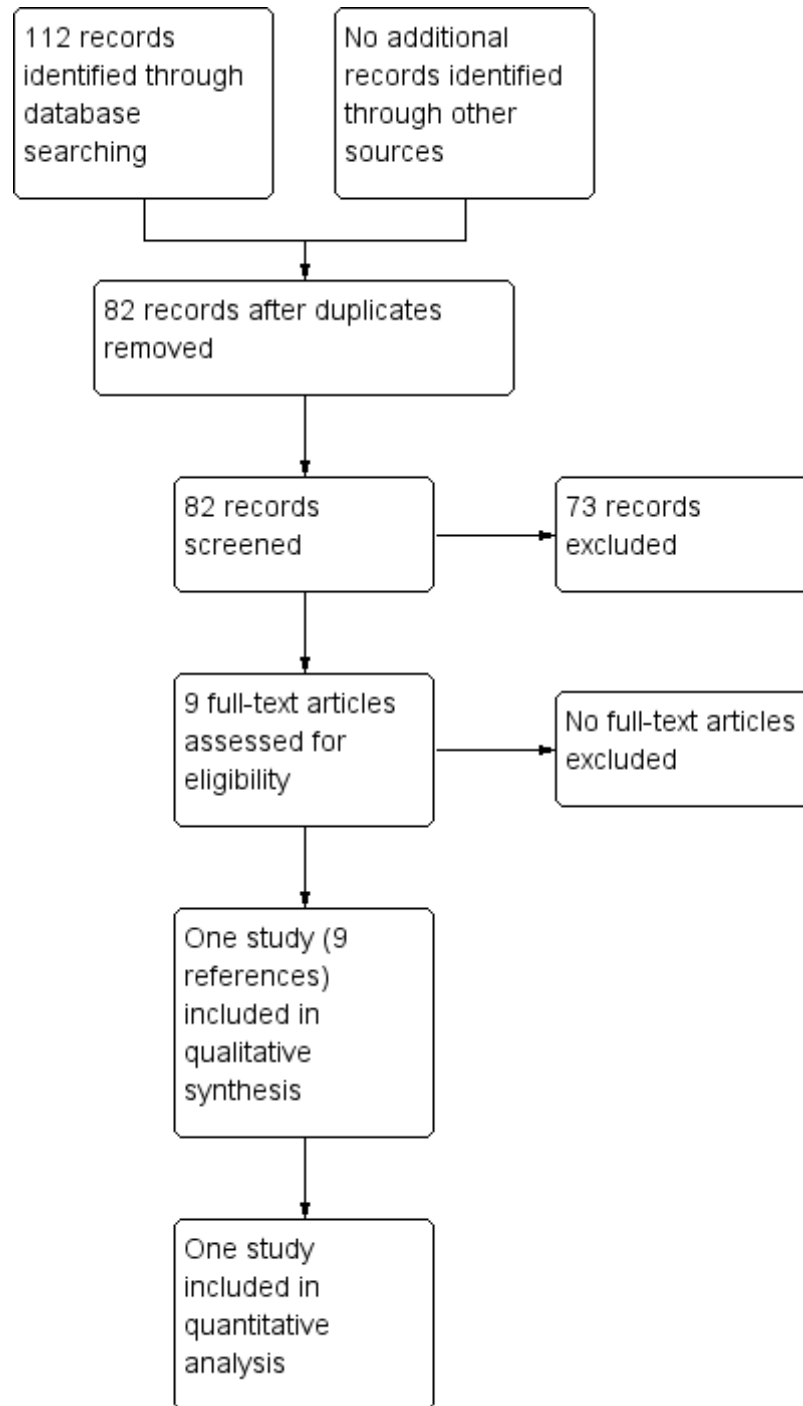 112 records
identified through
database
searching
No additional
records identified
through other
sources
82 records after duplicates
removed
82 records
screened
73 records
excluded
9 full-text articles
assessed for
eligibility
No full-text articles
excluded
One study (9
references)
included in
qualitative
synthesis
One study
included in
quantitative
analysis